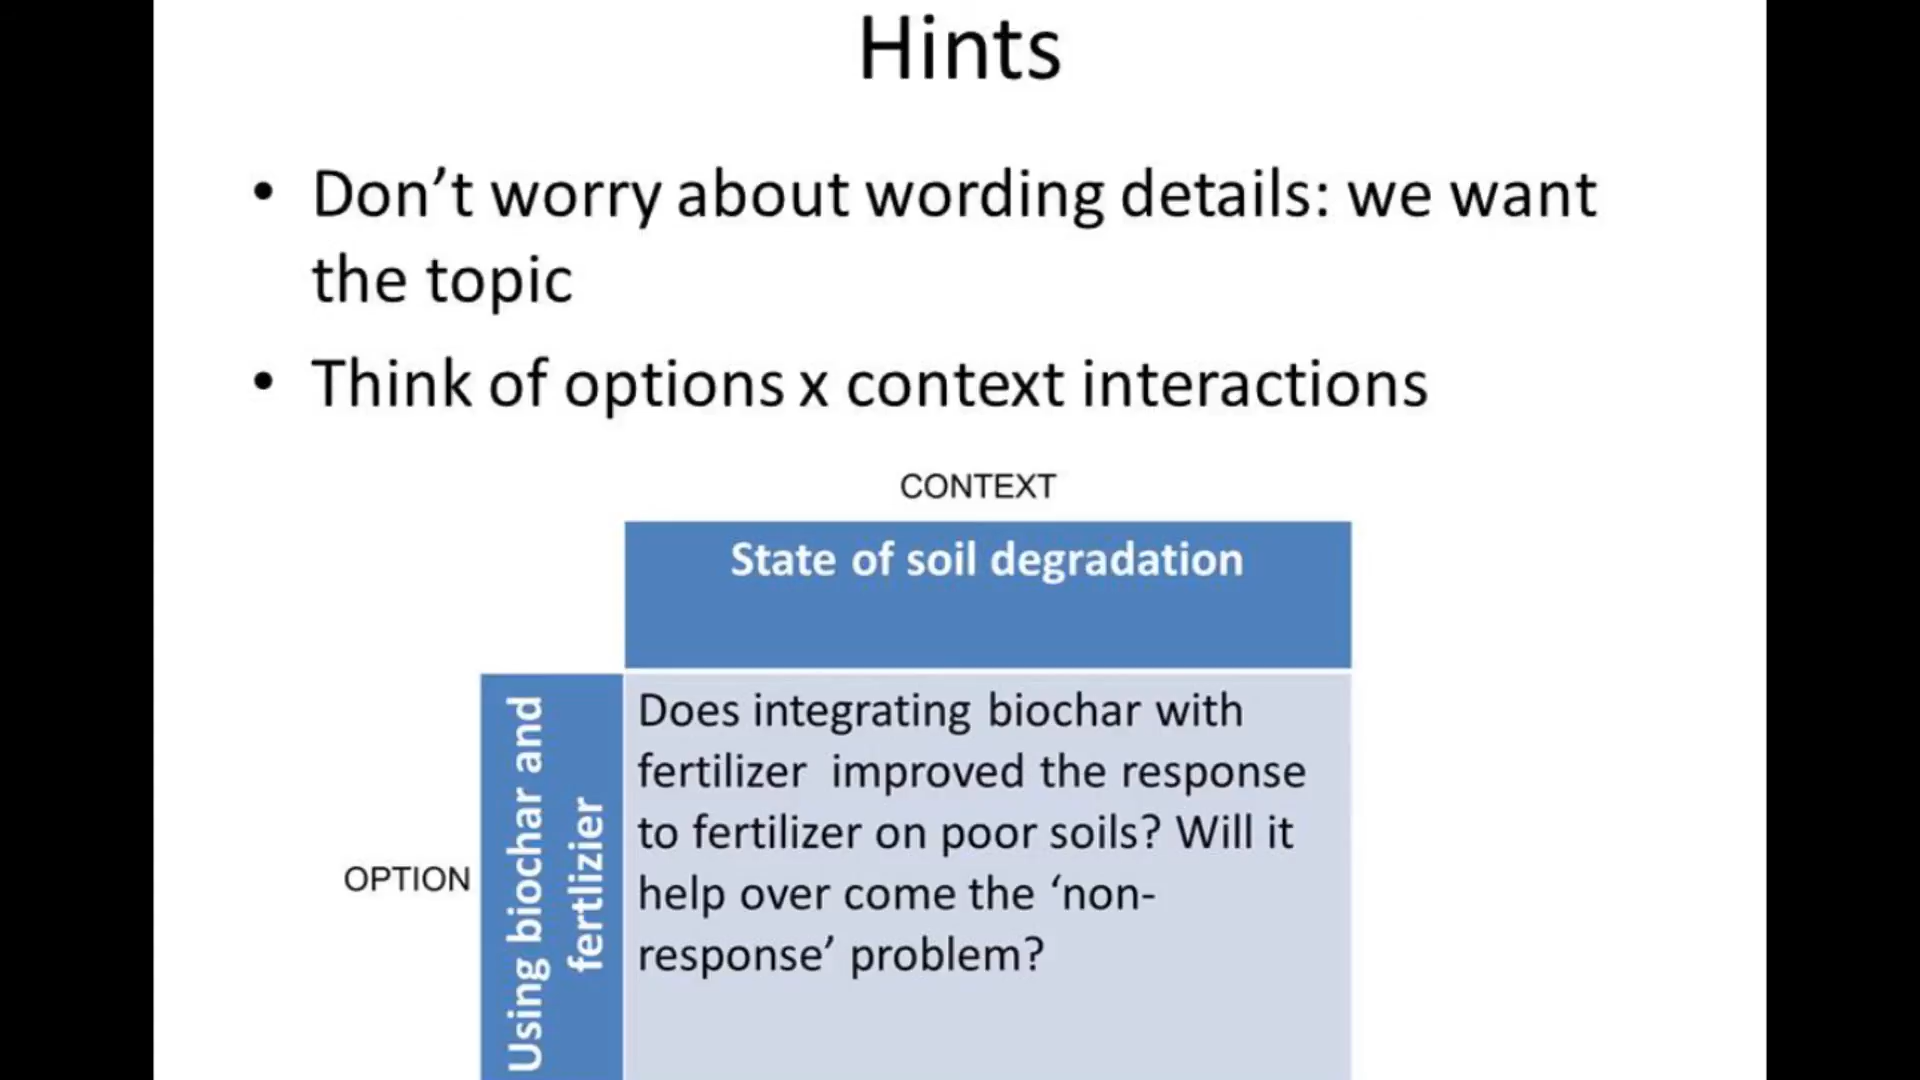 Hints
• Don’t worry about wording details: we want
the topic
• Think of options x context interactions
CONTEXT
State of soil degradation
OPTION
Using biochar and
fertlizier
Does integrating biochar with
fertilizer  improved the response
to fertilizer on poor soils? Will it
help over come the ‘non-
response’ problem?